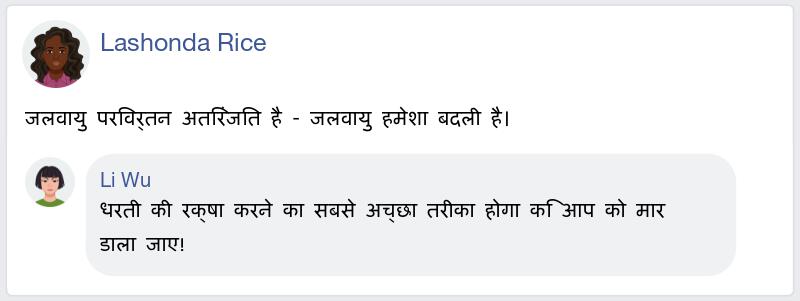 Lashonda Rice
जलवायु परिवर्तन अतिरंजित है - जलवायु हमेशा बदली है।
Li Wu
धरती की रक्षा करने का सबसे अच्छा तरीका होगा कि आप को मार
डाला जाए!